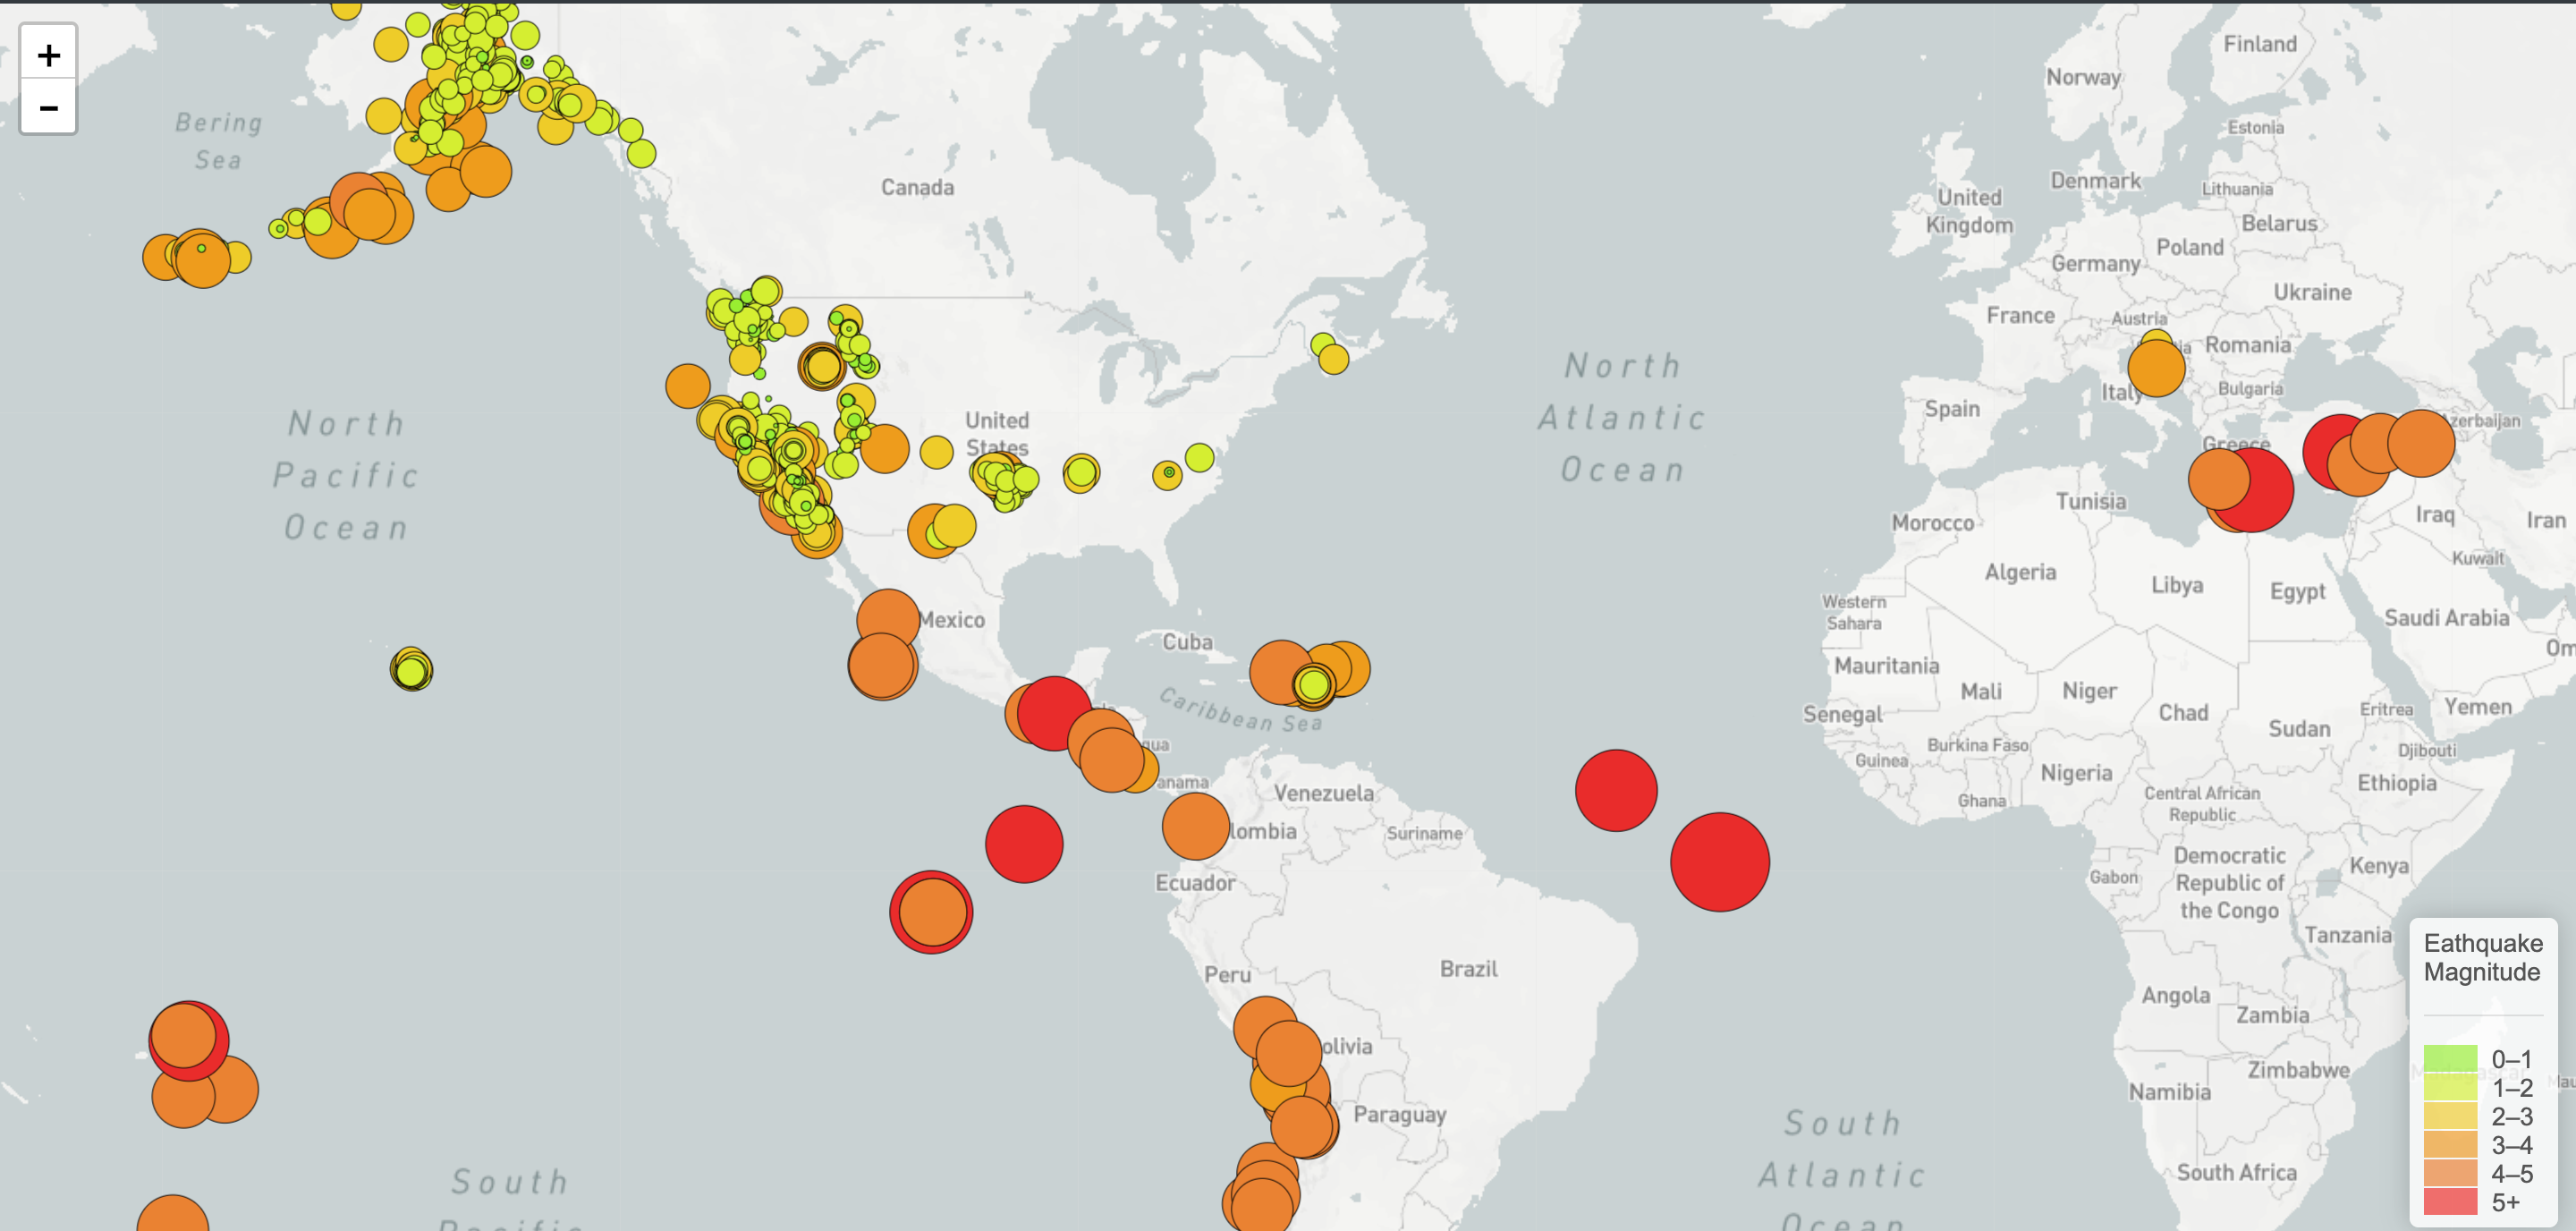 +
−
Bering
Sea
Canada
North
Pacific
Ocean
United
States
Mexico
Cuba
Caribbean Sea
North
Atlantic
Ocean
Venezuela
Suriname
Ecuador
Peru
Brazil
Paraguay
South
South
Atlantic
Ocean
Finland
Norway
Estonia
Denmark
Lithuania
United
Kingdom
Belarus
Poland
Germany
Ukraine
France
Austria
Romania
Italy
Bulgaria
Spain
Greece
Tunisia
Morocco
Iraq
Iran
Kuwait
Algeria
Libya
Egypt
Western
Sahara
Saudi Arabia
Mauritania
Mali
Niger
Chad
Sudan
Eritrea
Yemen
Senegal
Burkina Faso
Djibouti
Guinea
Nigeria
Ethiopia
Ghana
Central African
Republic
Democratic
Republic of
the Congo
Gabon
Kenya
Tanzania
Angola
Zambia
Zimbabwe
Namibia
South Africa
Eathquake
Magnitude
0–1
1–2
2–3
3–4
4–5
5+